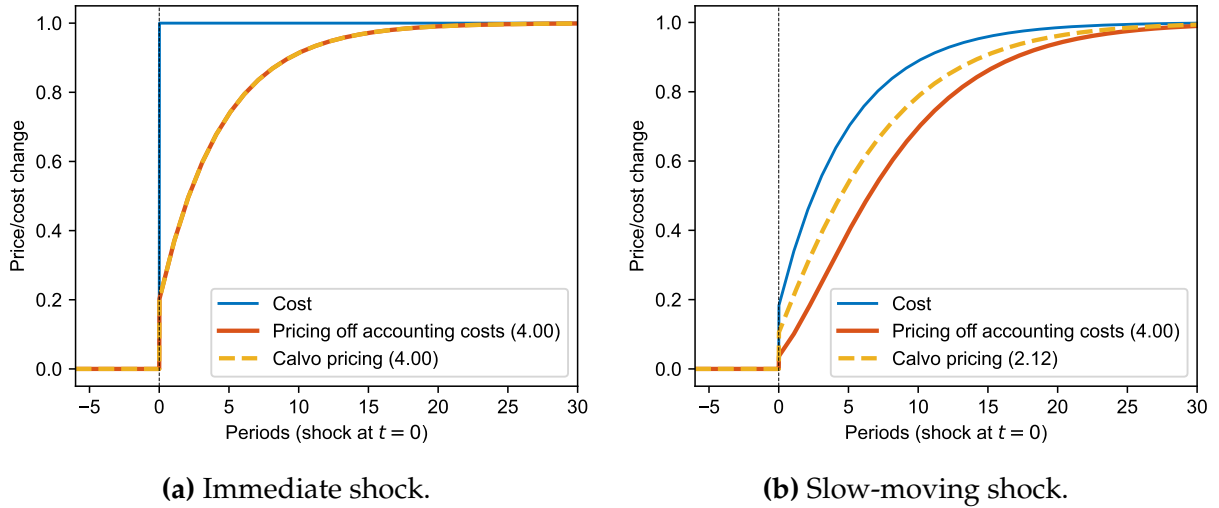 1.0
0.8
0.6
0.4
0.2
0.0
Price/cost change
Cost
Pricing off accounting costs (4.00)
Calvo pricing (4.00)
−5 0 5 10 15 20 25 30
Periods (shock at t = 0)
(a) Immediate shock.
1.0
0.8
0.6
0.4
0.2
0.0
Price/cost change
Cost
Pricing off accounting costs (4.00)
Calvo pricing (2.12)
−5 0 5 10 15 20 25 30
Periods (shock at t = 0)
(b) Slow-moving shock.